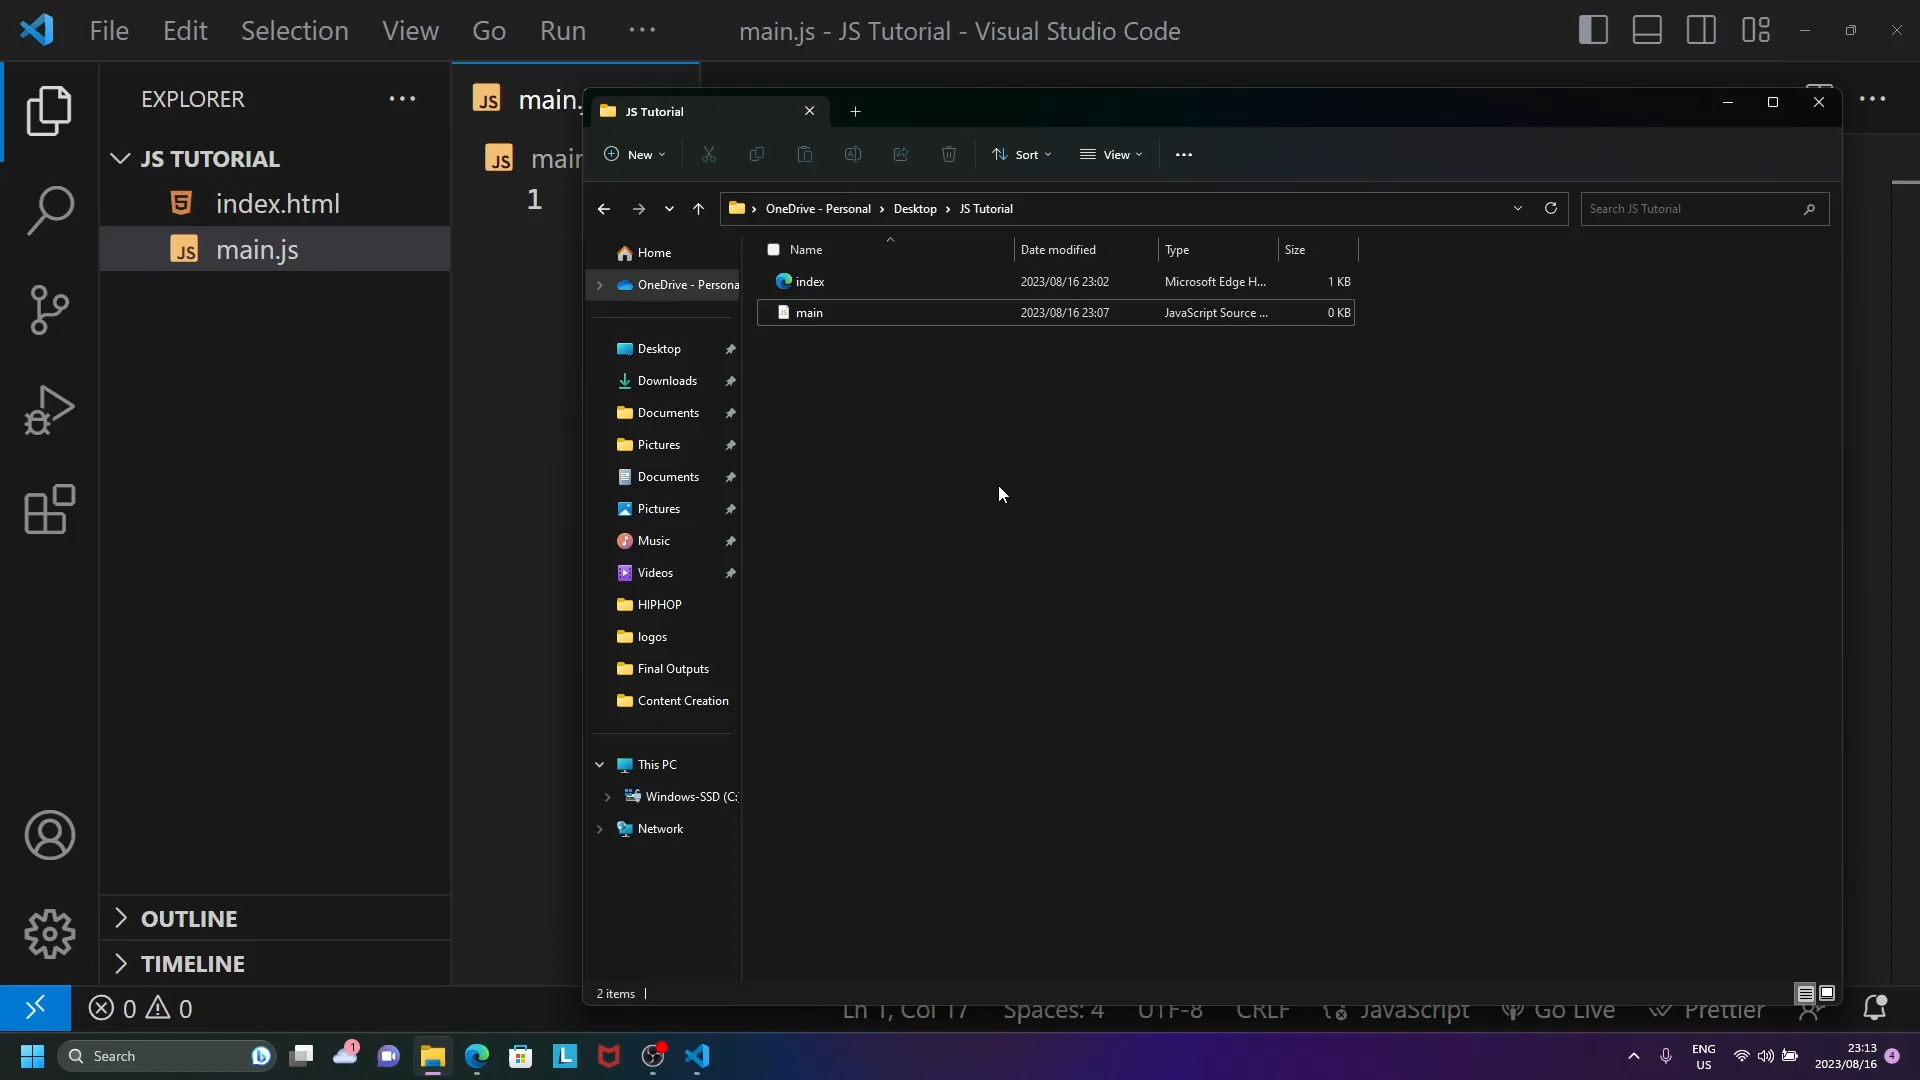 File Edit Selection View Go Run ··· main.js - JS Tutorial - Visual Studio Code
EXPLORER ···
JS TUTORIAL
index.html
JS main.js
OUTLINE
TIMELINE
JS main.
JS main
1
JS Tutorial
New Sort View ···
OneDrive - Personal > Desktop > JS Tutorial
Search JS Tutorial
Name Date modified Type Size
index 2023/08/16 23:02 Microsoft Edge H... 1 KB
main 2023/08/16 23:07 JavaScript Source ... 0 KB
Home
OneDrive - Persona
Desktop
Downloads
Documents
Pictures
Documents
Pictures
Music
Videos
HIPHOP
logos
Final Outputs
Content Creation
This PC
Windows-SSD (C:
Network
2 items
0 0 Ln 1, Col 17 Spaces: 4 UTF-8 CRLF JavaScript Go Live Prettier
Search 1 L ENG US 23:13 2023/08/16 4